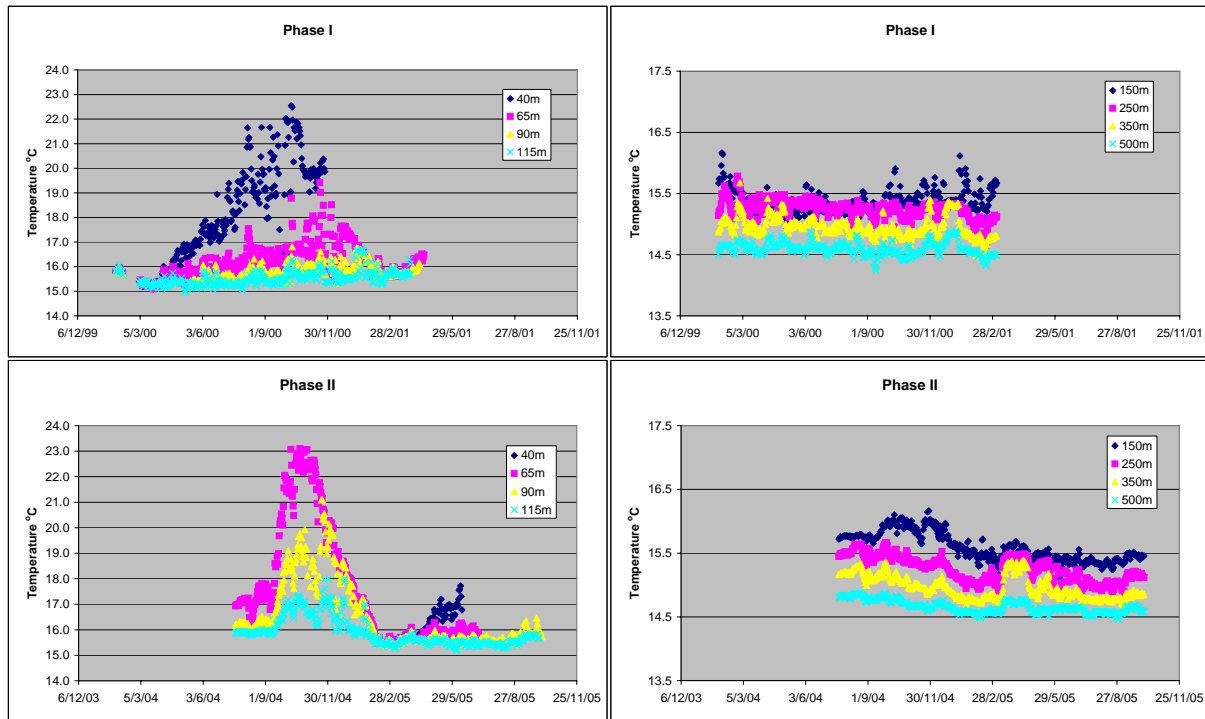 Phase I
24.0
23.0
22.0
21.0
20.0
19.0
18.0
17.0
16.0
15.0
14.0
Temperature °C
6/12/99 5/3/00 3/6/00 1/9/00 30/11/00 28/2/01 29/5/01 27/8/01 25/11/01
40m
65m
90m
115m
Phase I
17.5
16.5
15.5
14.5
13.5
Temperature °C
6/12/99 5/3/00 3/6/00 1/9/00 30/11/00 28/2/01 29/5/01 27/8/01 25/11/01
150m
250m
350m
500m
Phase II
24.0
23.0
22.0
21.0
20.0
19.0
18.0
17.0
16.0
15.0
14.0
Temperature °C
6/12/03 5/3/04 3/6/04 1/9/04 30/11/04 28/2/05 29/5/05 27/8/05 25/11/05
40m
65m
90m
115m
Phase II
17.5
16.5
15.5
14.5
13.5
Temperature °C
6/12/03 5/3/04 3/6/04 1/9/04 30/11/04 28/2/05 29/5/05 27/8/05 25/11/05
150m
250m
350m
500m